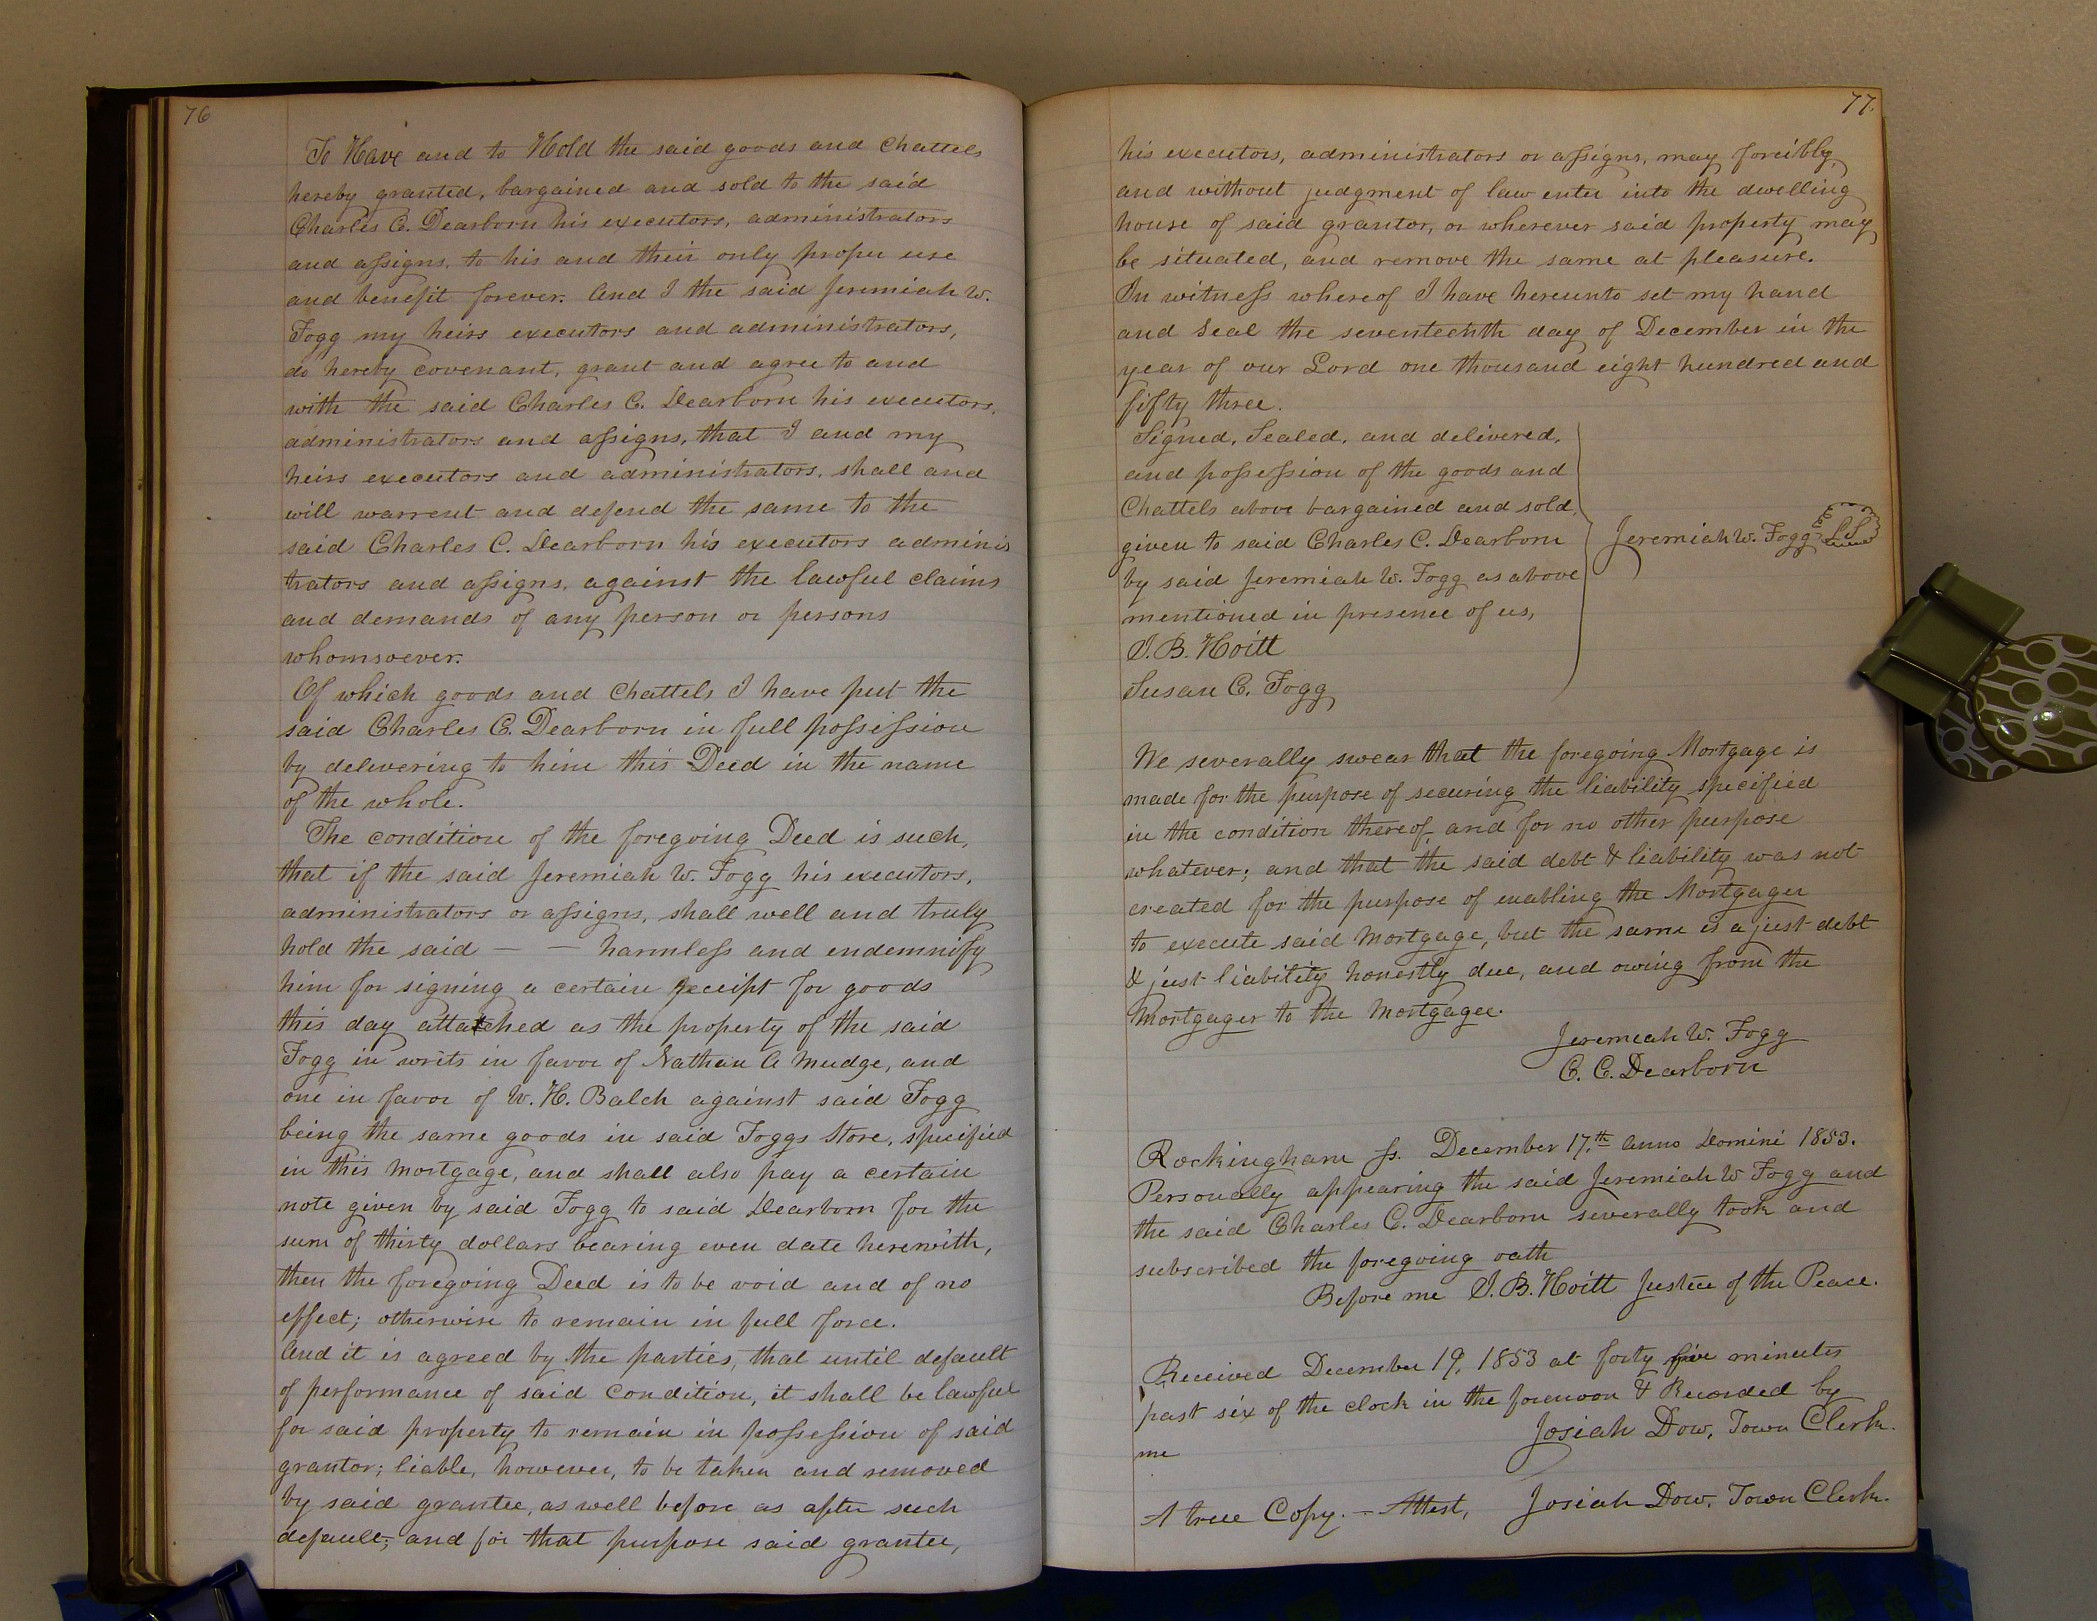 76
To Have and to Hold the said goods and chattels
hereby granted, bargained and sold to the said
Charles C. Dearborn his executors, administrators
and assigns, to his and their only proper use
and benefit forever. And I the said Jeremiah W.
Fogg my heirs executors and administrators,
do hereby covenant, grant and agree to and
with the said Charles C. Dearborn his executors,
administrators and assigns, that I and my
heirs executors and administrators, shall and
will warrent and defend the same to the
said Charles C. Dearborn his executors adminis
trators and assigns, against the lawful claims
and demands of any person or persons
whomsoever.
Of which goods and chattels I have put the
said Charles C. Dearborn in full possession
by delivering to him this Deed in the name
of the whole.
The condition of the foregoing Deed is such,
that if the said Jeremiah W. Fogg his executors,
administrators or assigns, shall well and truly
hold the said — — harmless and endemnify
him for signing a certain receipt for goods
this day attatched as the property of the said
Fogg in writs in favor of Nathan A Mudge, and
one in favor of W. H. Balch against said Fogg
being the same goods in said Foggs Store, specified
in this mortgage, and shall also pay a certain
note given by said Fogg to said Dearborn for the
sum of thirty dollars bearing even date herewith,
then the foregoing Deed is to be void and of no
effect; otherwise to remain in full force.
And it is agreed by the parties, that until default
of performance of said condition, it shall be lawful
for said property to remain in possession of said
grantor; liable, however, to be taken and removed
by said grantee, as well before as after such
default; and for that purpose said grantee,
77.
his executors, administrators or assigns, may forcibly
and without judgment of law enter into the dwelling
house of said grantor, or wherever said property may
be situated, and remove the same at pleasure.
In witness whereof I have hereunto set my hand
and seal the seventeenth day of December in the
year of our Lord one thousand eight hundred and
fifty three.
Signed, Sealed, and delivered,
and possession of the goods and
Chattels above bargained and sold,
given to said Charles C. Dearborn
by said Jeremiah W. Fogg as above
mentioned in presence of us,
Jeremiah W. Fogg LS
S. B. Hoitt
Susan C. Fogg
We severally swear that the foregoing Mortgage is
made for the purpose of securing the liability specified
in the condition thereof and for no other purpose
whatever; and that the said debt & liability was not
created for the purpose of enabling the Mortgager
to execute said mortgage, but the same is a just debt
& just liability honestly due, and owing from the
Mortgager to the Mortgagee.
Jeremiah W. Fogg
C. C. Dearborn
Rockingham ss. December 17.th Anno Domini 1853.
Personally appearing the said Jeremiah W Fogg and
the said Charles C. Dearborn severally took and
subscribed the foregoing oath
Before me S. B. Hoitt Justice of the Peace.
Received December 19, 1853 at forty five minutes
past six of the clock in the forenoon & Recorded by
me
Josiah Dow, Town Clerk.
A true Copy. — Attest, Josiah Dow, Town Clerk.